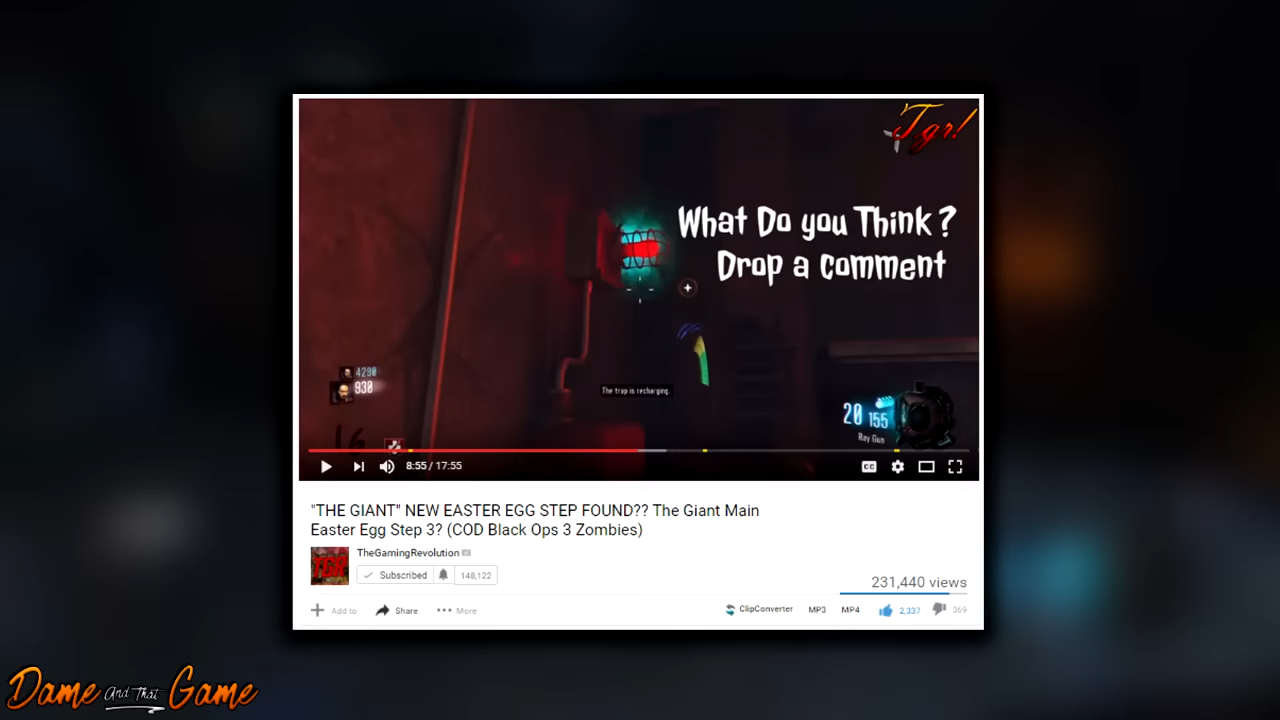 Tgr!
What Do you Think?
Drop a comment
4290
930
The trap is recharging.
20 155
Ray Gun
16
8:55 / 17:55
CC
"THE GIANT" NEW EASTER EGG STEP FOUND?? The Giant Main
Easter Egg Step 3? (COD Black Ops 3 Zombies)
TGR
TheGamingRevolution
Subscribed 148,122
231,440 views
Add to Share More ClipConverter MP3 MP4 2,337 369
Dame And That Game